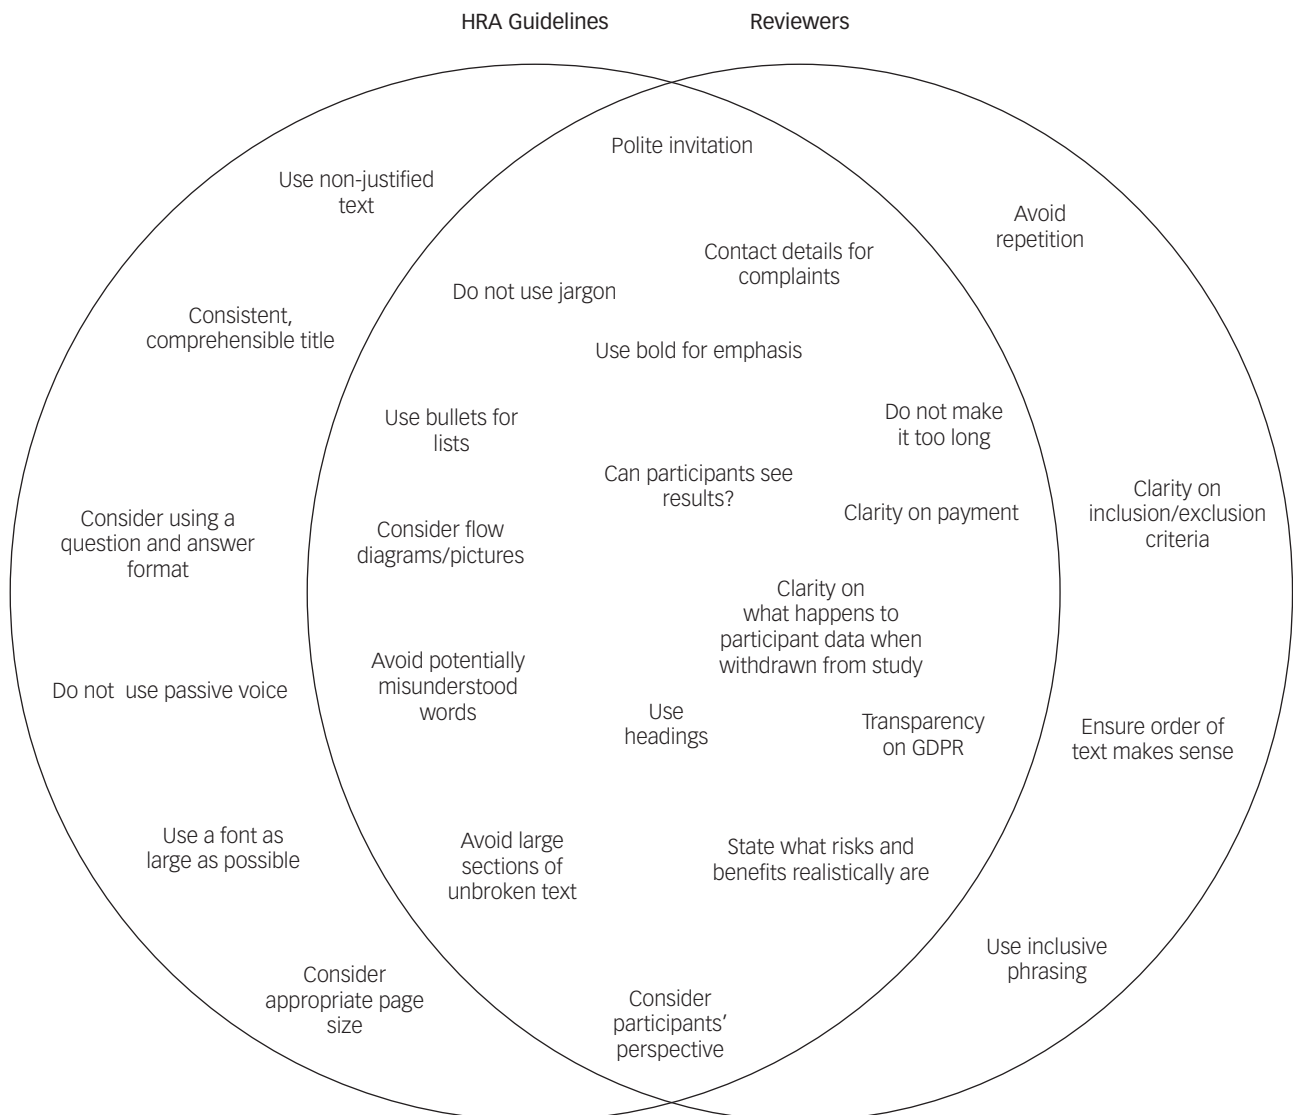 HRA Guidelines
Reviewers
Polite invitation
Use non-justified
text
Avoid
repetition
Contact details for
complaints
Do not use jargon
Consistent,
comprehensible title
Use bold for emphasis
Use bullets for
lists
Do not make
it too long
Can participants see
results?
Clarity on
inclusion/exclusion
criteria
Clarity on payment
Consider using a
question and answer
format
Consider flow
diagrams/pictures
Clarity on
what happens to
participant data when
withdrawn from study
Avoid potentially
misunderstood
words
Do not use passive voice
Use
headings
Transparency
on GDPR
Ensure order of
text makes sense
Use a font as
large as possible
Avoid large
sections of
unbroken text
State what risks and
benefits realistically are
Use inclusive
phrasing
Consider
appropriate page
size
Consider
participants’
perspective